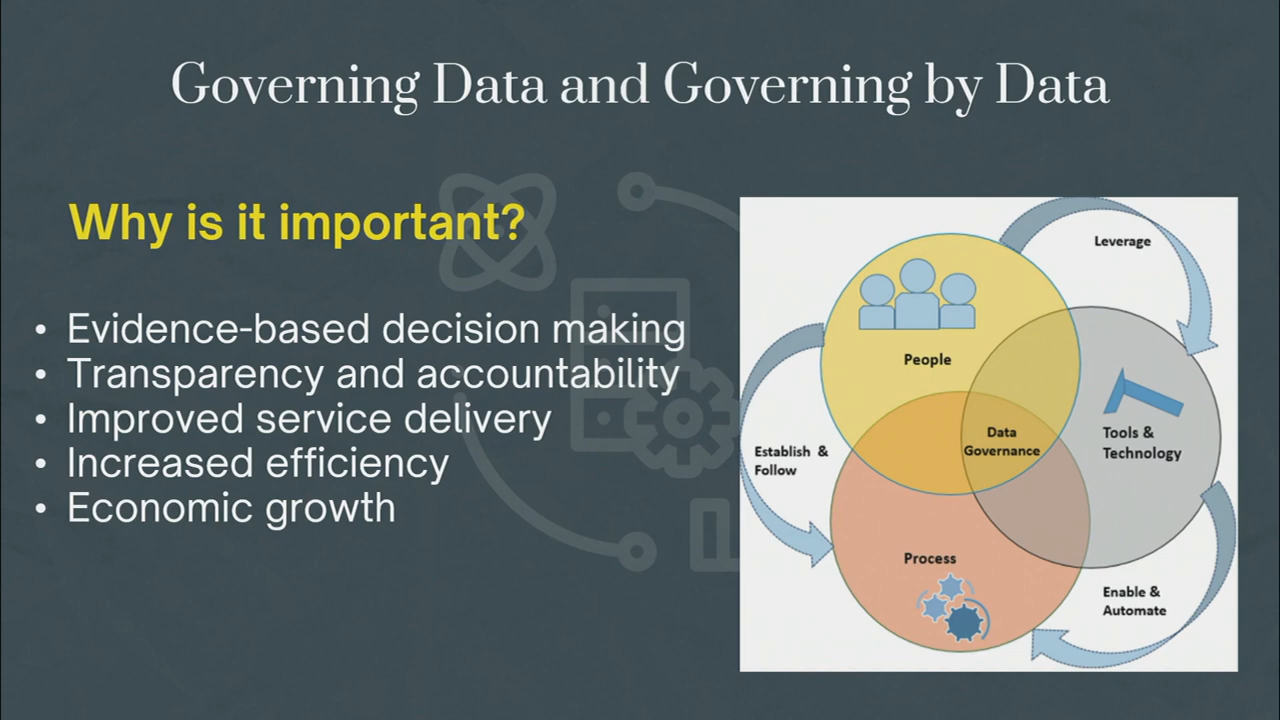 Governing Data and Governing by Data
Why is it important?
• Evidence-based decision making
• Transparency and accountability
• Improved service delivery
• Increased efficiency
• Economic growth
Leverage
People
Data
Governance
Tools &
Technology
Establish &
Follow
Process
Enable &
Automate